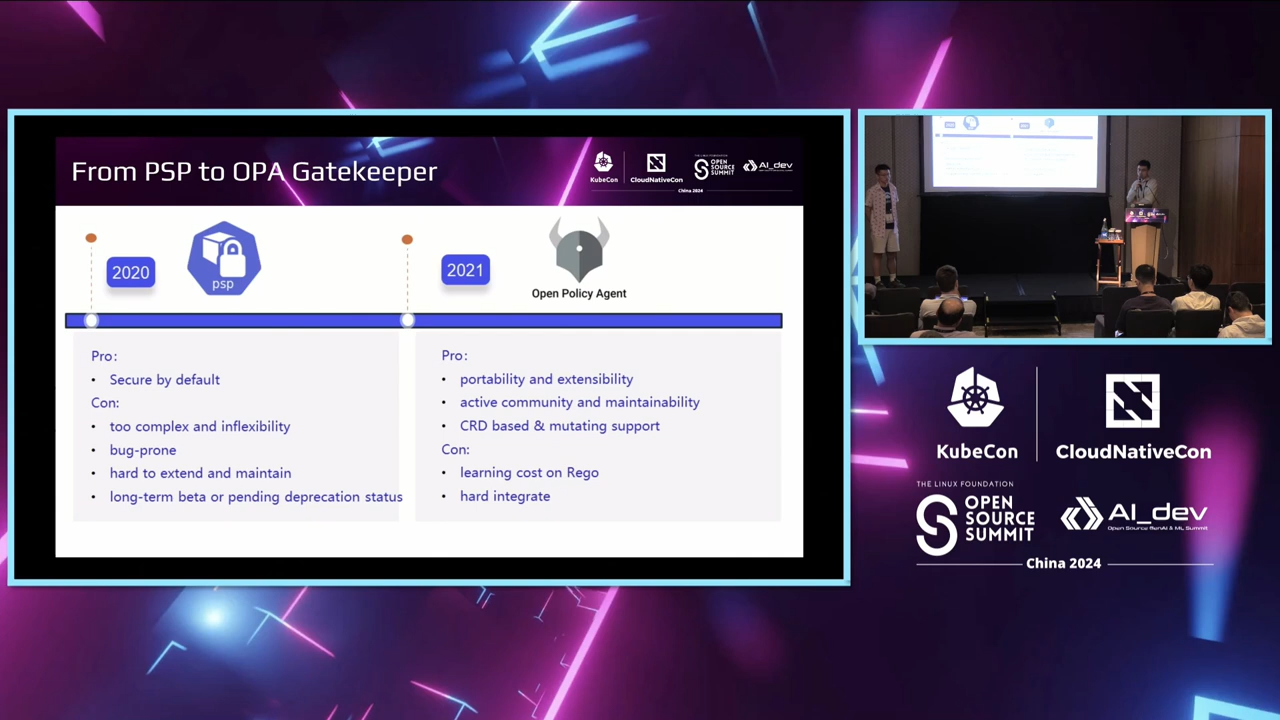 From PSP to OPA Gatekeeper
KubeCon
CloudNativeCon
THE LINUX FOUNDATION
OPEN
SOURCE
SUMMIT
AI_dev
China 2024
2020
psp
2021
Open Policy Agent
Pro:
• Secure by default
Con:
• too complex and inflexibility
• bug-prone
• hard to extend and maintain
• long-term beta or pending deprecation status
Pro:
• portability and extensibility
• active community and maintainability
• CRD based & mutating support
Con:
• learning cost on Rego
• hard integrate
KubeCon
CloudNativeCon
THE LINUX FOUNDATION
OPEN
SOURCE
SUMMIT
AI_dev
Open Source GenAI & ML Summit
China 2024